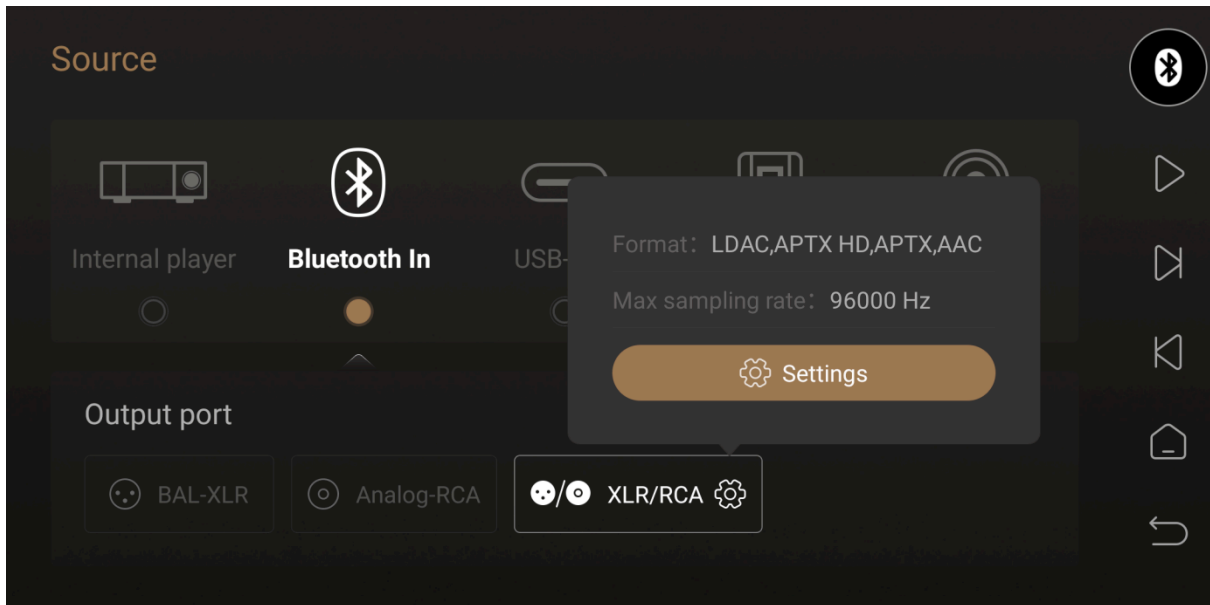 Source
Internal player
Bluetooth In
USB-
Format: LDAC,APTX HD,APTX,AAC
Max sampling rate: 96000 Hz
Settings
Output port
BAL-XLR
Analog-RCA
XLR/RCA